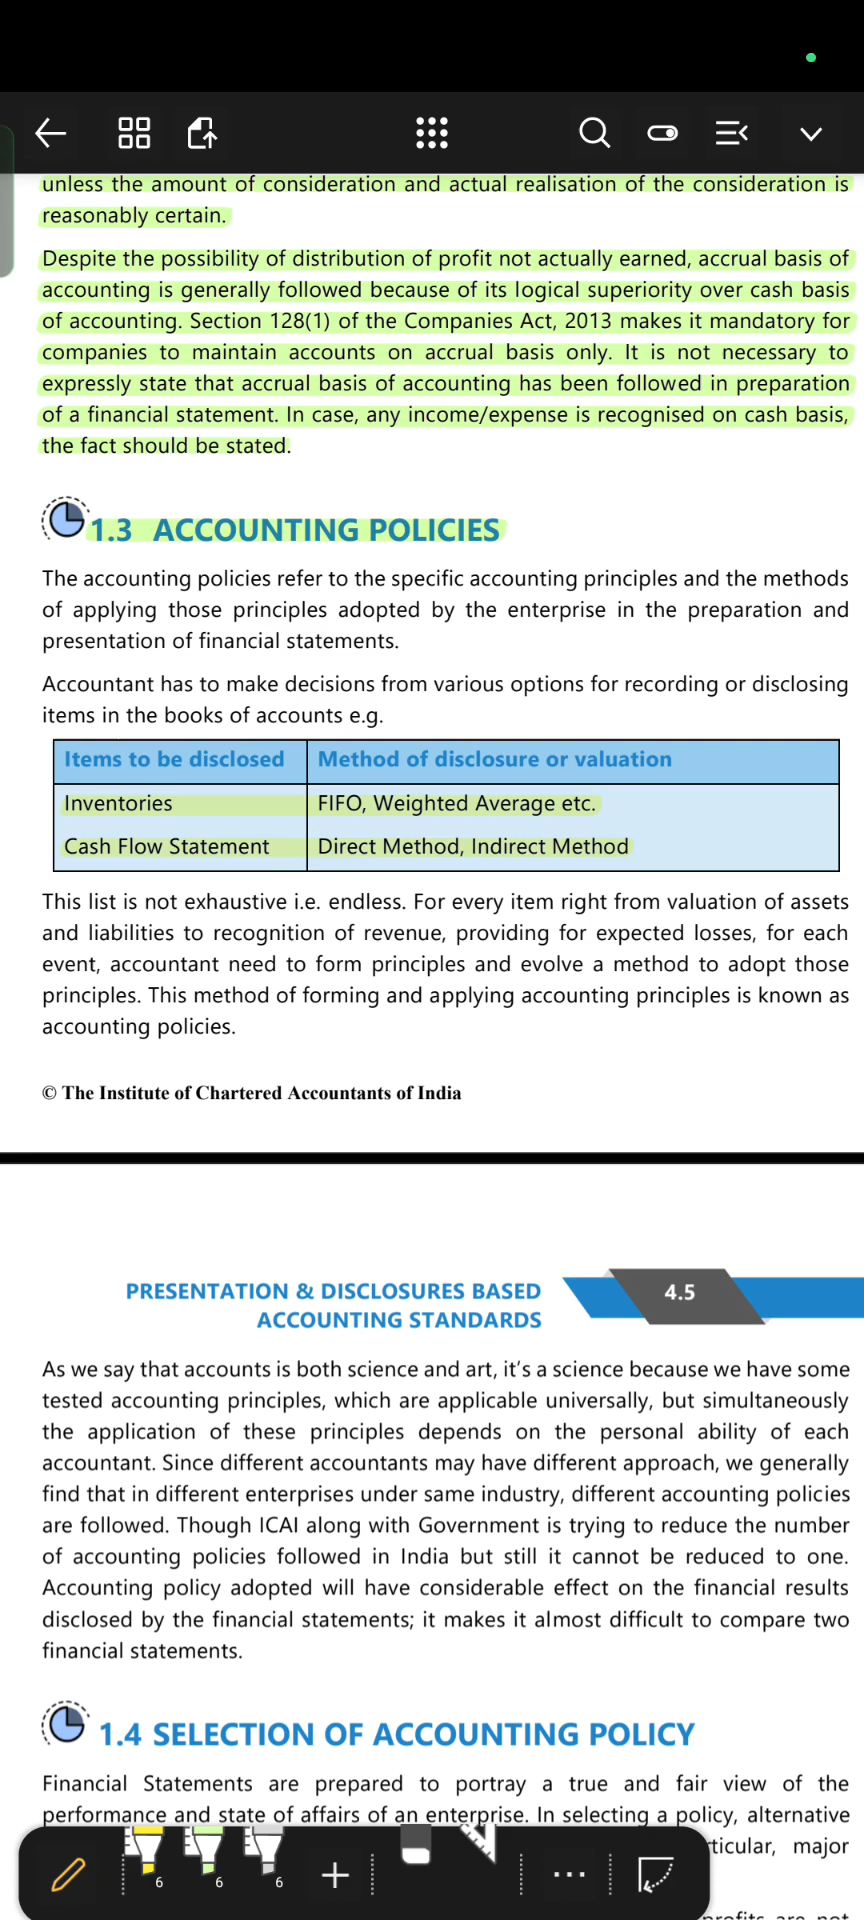 unless the amount of consideration and actual realisation of the consideration is
reasonably certain.
Despite the possibility of distribution of profit not actually earned, accrual basis of
accounting is generally followed because of its logical superiority over cash basis
of accounting. Section 128(1) of the Companies Act, 2013 makes it mandatory for
companies to maintain accounts on accrual basis only. It is not necessary to
expressly state that accrual basis of accounting has been followed in preparation
of a financial statement. In case, any income/expense is recognised on cash basis,
the fact should be stated.
1.3 ACCOUNTING POLICIES
The accounting policies refer to the specific accounting principles and the methods
of applying those principles adopted by the enterprise in the preparation and
presentation of financial statements.
Accountant has to make decisions from various options for recording or disclosing
items in the books of accounts e.g.
Items to be disclosed Method of disclosure or valuation
Inventories FIFO, Weighted Average etc.
Cash Flow Statement Direct Method, Indirect Method
This list is not exhaustive i.e. endless. For every item right from valuation of assets
and liabilities to recognition of revenue, providing for expected losses, for each
event, accountant need to form principles and evolve a method to adopt those
principles. This method of forming and applying accounting principles is known as
accounting policies.
© The Institute of Chartered Accountants of India
PRESENTATION & DISCLOSURES BASED
ACCOUNTING STANDARDS
4.5
As we say that accounts is both science and art, it's a science because we have some
tested accounting principles, which are applicable universally, but simultaneously
the application of these principles depends on the personal ability of each
accountant. Since different accountants may have different approach, we generally
find that in different enterprises under same industry, different accounting policies
are followed. Though ICAI along with Government is trying to reduce the number
of accounting policies followed in India but still it cannot be reduced to one.
Accounting policy adopted will have considerable effect on the financial results
disclosed by the financial statements; it makes it almost difficult to compare two
financial statements.
1.4 SELECTION OF ACCOUNTING POLICY
Financial Statements are prepared to portray a true and fair view of the
performance and state of affairs of an enterprise. In selecting a policy, alternative
ticular, major
6 6 6